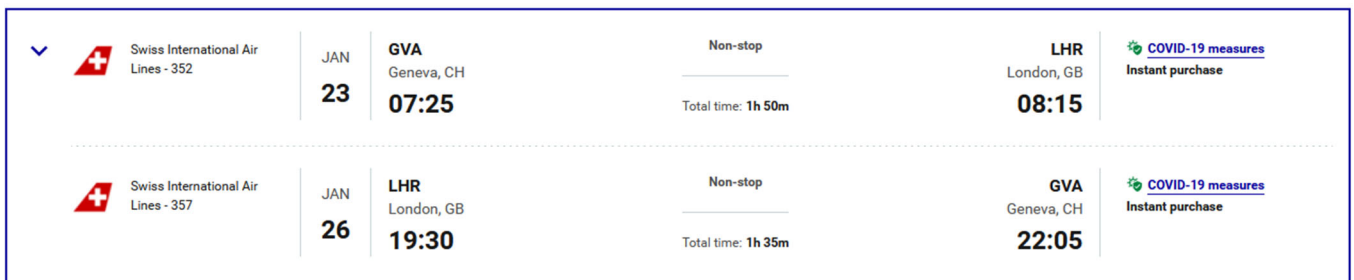 Swiss International Air
Lines - 352
JAN
23
GVA
Geneva, CH
07:25
Non-stop
Total time: 1h 50m
LHR
London, GB
08:15
COVID-19 measures
Instant purchase
Swiss International Air
Lines - 357
JAN
26
LHR
London, GB
19:30
Non-stop
Total time: 1h 35m
GVA
Geneva, CH
22:05
COVID-19 measures
Instant purchase